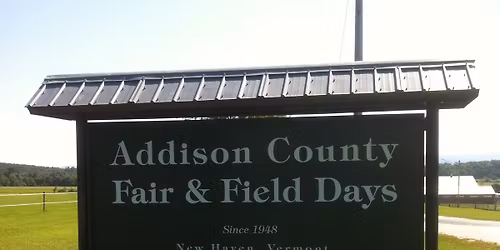 Addison County
Fair & Field Days
Since 1948
New Haven, Vermont